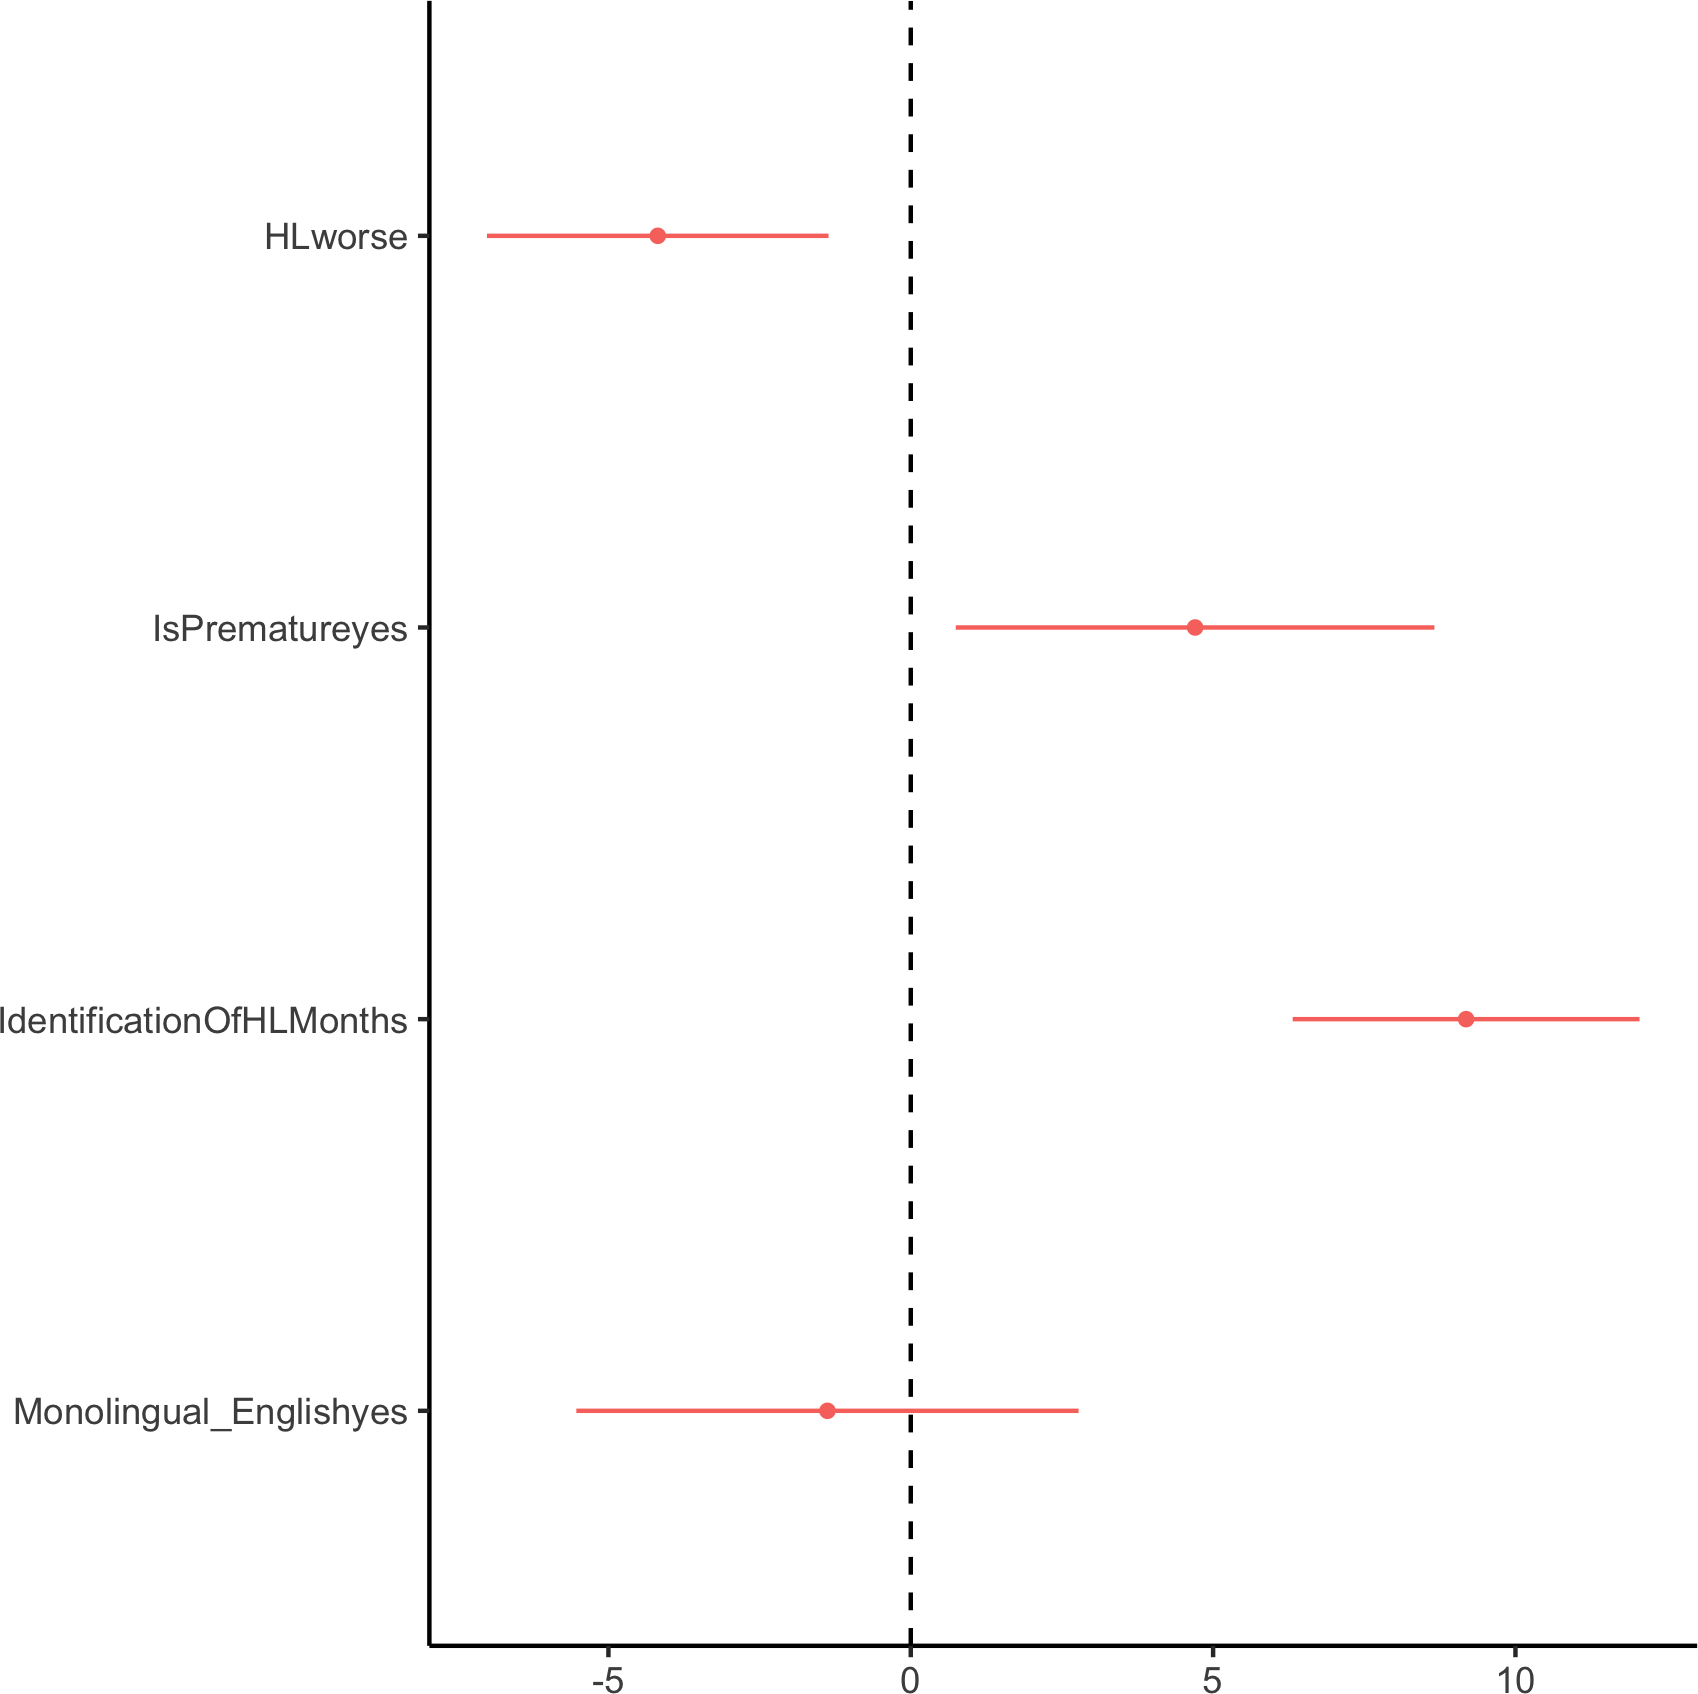 HLworse
IsPrematureyes
IdentificationOfHLMonths
Monolingual_Englishyes
-5 0 5 10